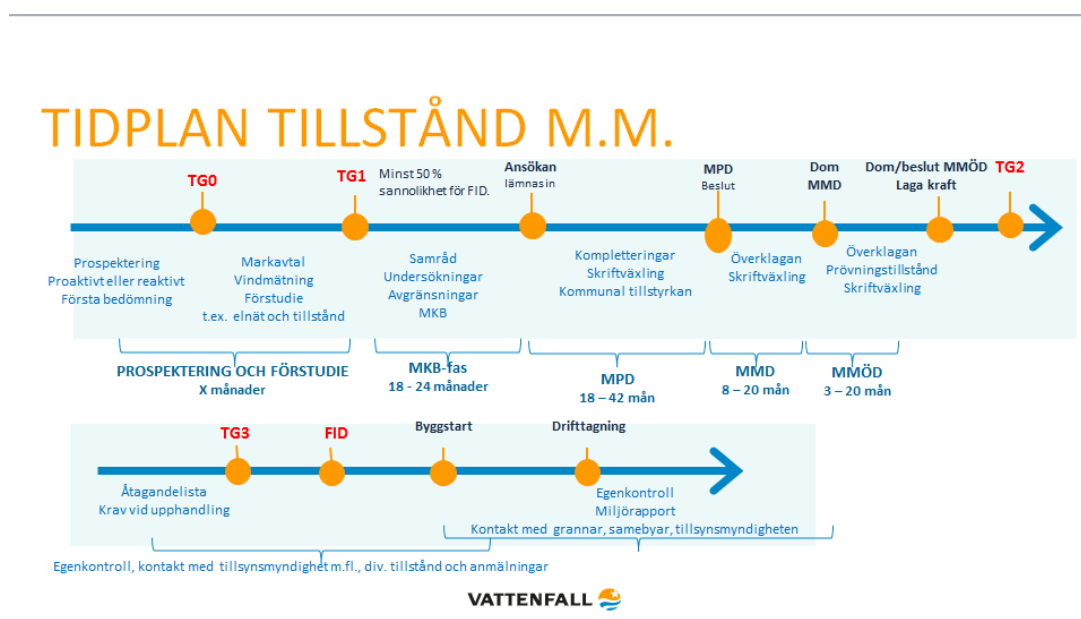 TIDPLAN TILLSTÅND M.M.
TG0
TG1
Minst 50 %
sannolikhet för FID.
Ansökan
lämnas in
MPD
Beslut
Dom
MMD
Dom/beslut MMÖD
Laga kraft
TG2
Prospektering
Proaktivt eller reaktivt
Första bedömning
Markavtal
Vindmätning
Förstudie
t.ex. elnät och tillstånd
Samråd
Undersökningar
Avgränsningar
MKB
Kompletteringar
Skriftväxling
Kommunal tillstyrkan
Överklagan
Skriftväxling
Överklagan
Prövningstillstånd
Skriftväxling
PROSPEKTERING OCH FÖRSTUDIE
X månader
MKB-fas
18 - 24 månader
MPD
18 – 42 mån
MMD
8 – 20 mån
MMÖD
3 – 20 mån
TG3
FID
Byggstart
Drifttagning
Åtagandelista
Krav vid upphandling
Egenkontroll
Miljörapport
Kontakt med grannar, samebyar, tillsynsmyndigheten
Egenkontroll, kontakt med tillsynsmyndighet m.fl., div. tillstånd och anmälningar
VATTENFALL